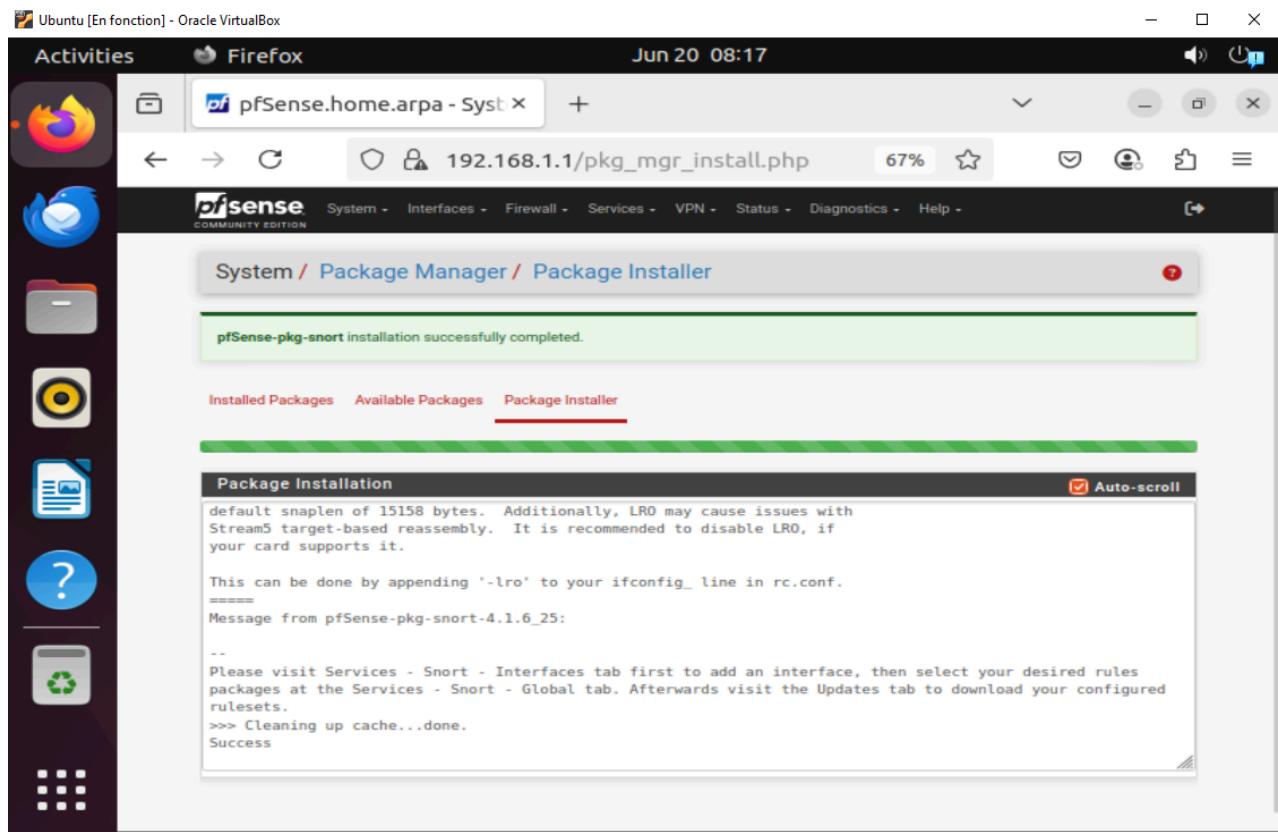 Ubuntu [En fonction] - Oracle VirtualBox
Activities Firefox Jun 20 08:17
pfSense.home.arpa - Syst
192.168.1.1/pkg_mgr_install.php 67%
pfsense System Interfaces Firewall Services VPN Status Diagnostics Help
COMMUNITY EDITION
System / Package Manager / Package Installer
pfSense-pkg-snort installation successfully completed.
Installed Packages Available Packages Package Installer
Package Installation Auto-scroll
default snaplen of 15158 bytes. Additionally, LRO may cause issues with
Stream5 target-based reassembly. It is recommended to disable LRO, if
your card supports it.
This can be done by appending '-lro' to your ifconfig_ line in rc.conf.
=====
Message from pfSense-pkg-snort-4.1.6_25:
--
Please visit Services - Snort - Interfaces tab first to add an interface, then select your desired rules
packages at the Services - Snort - Global tab. Afterwards visit the Updates tab to download your configured
rulesets.
>>> Cleaning up cache...done.
Success